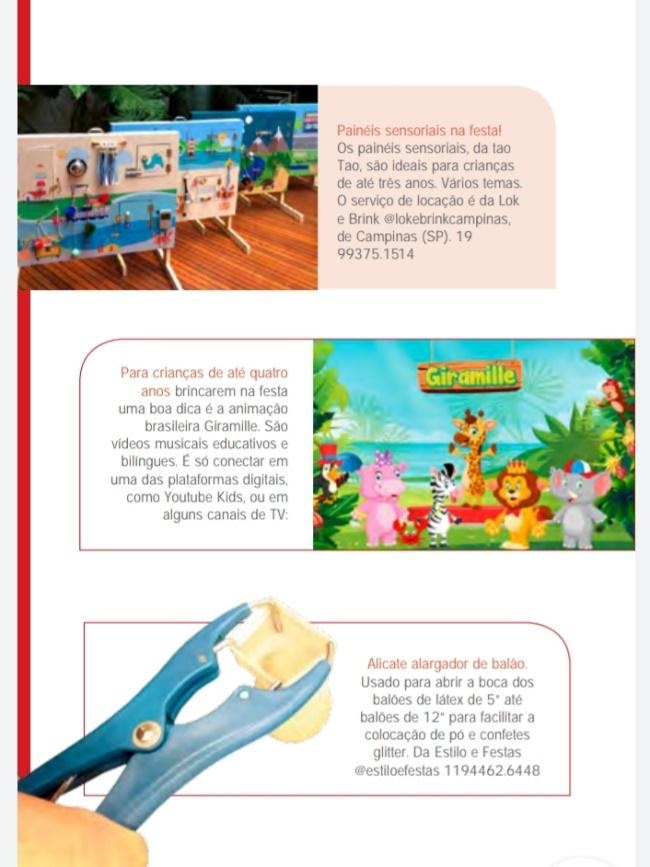 Painéis sensoriais na festa!
Os painéis sensoriais, da tao
Tao, são ideais para crianças
de até três anos. Vários temas.
O serviço de locação é da Lok
e Brink @lokebrinkcampinas,
de Campinas (SP). 19
99375.1514
Para crianças de até quatro
anos brincarem na festa
uma boa dica é a animação
brasileira Giramille. São
vídeos musicais educativos e
bilíngues. É só conectar em
uma das plataformas digitais,
como Youtube Kids, ou em
alguns canais de TV:
Giramille
Alicate alargador de balão.
Usado para abrir a boca dos
balões de látex de 5" até
balões de 12" para facilitar a
colocação de pó e confetes
glitter. Da Estilo e Festas
@estiloefestas 1194462.6448